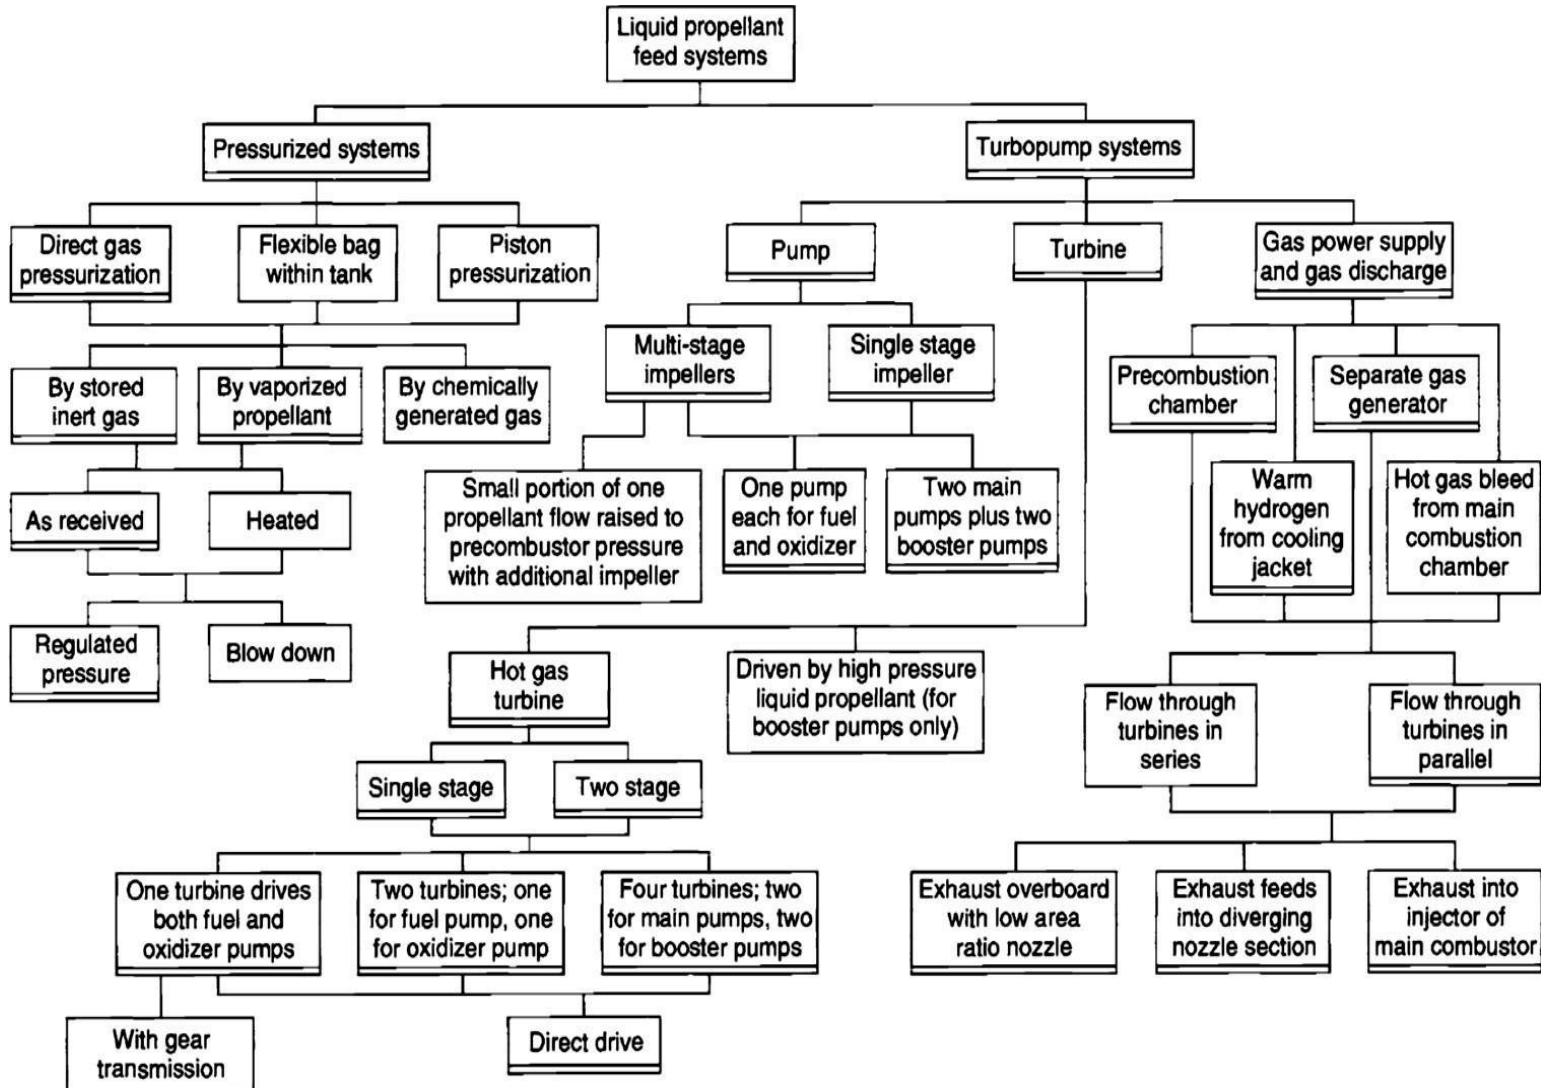 Liquid propellant
feed systems
Pressurized systems
Turbopump systems
Direct gas
pressurization
Flexible bag
within tank
Piston
pressurization
Pump
Turbine
Gas power supply
and gas discharge
By stored
inert gas
By vaporized
propellant
By chemically
generated gas
Multi-stage
impellers
Single stage
impeller
Precombustion
chamber
Separate gas
generator
As received
Heated
Small portion of one
propellant flow raised to
precombustor pressure
with additional impeller
One pump
each for fuel
and oxidizer
Two main
pumps plus two
booster pumps
Warm
hydrogen
from cooling
jacket
Hot gas bleed
from main
combustion
chamber
Regulated
pressure
Blow down
Hot gas
turbine
Driven by high pressure
liquid propellant (for
booster pumps only)
Flow through
turbines in
series
Flow through
turbines in
parallel
Single stage
Two stage
One turbine drives
both fuel and
oxidizer pumps
Two turbines; one
for fuel pump, one
for oxidizer pump
Four turbines; two
for main pumps, two
for booster pumps
Exhaust overboard
with low area
ratio nozzle
Exhaust feeds
into diverging
nozzle section
Exhaust into
injector of
main combustor
With gear
transmission
Direct drive